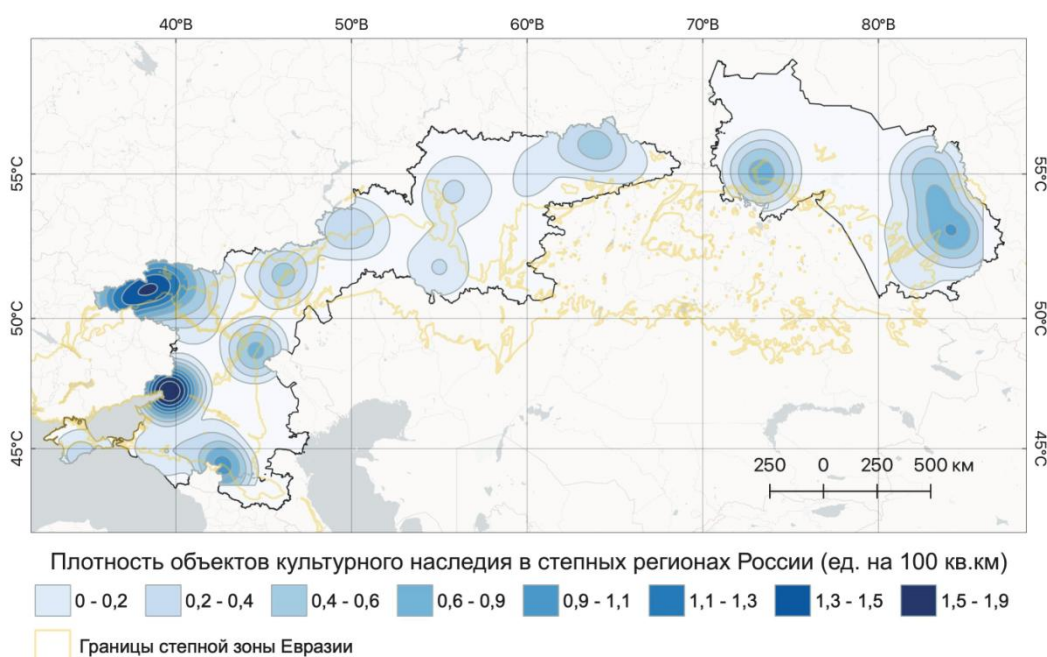 40°В 50°В 60°В 70°В 80°В
55°С 55°С
50°С 50°С
45°С 45°С
250 0 250 500 км
Плотность объектов культурного наследия в степных регионах России (ед. на 100 кв.км)
0 - 0,2 0,2 - 0,4 0,4 - 0,6 0,6 - 0,9 0,9 - 1,1 1,1 - 1,3 1,3 - 1,5 1,5 - 1,9
Границы степной зоны Евразии